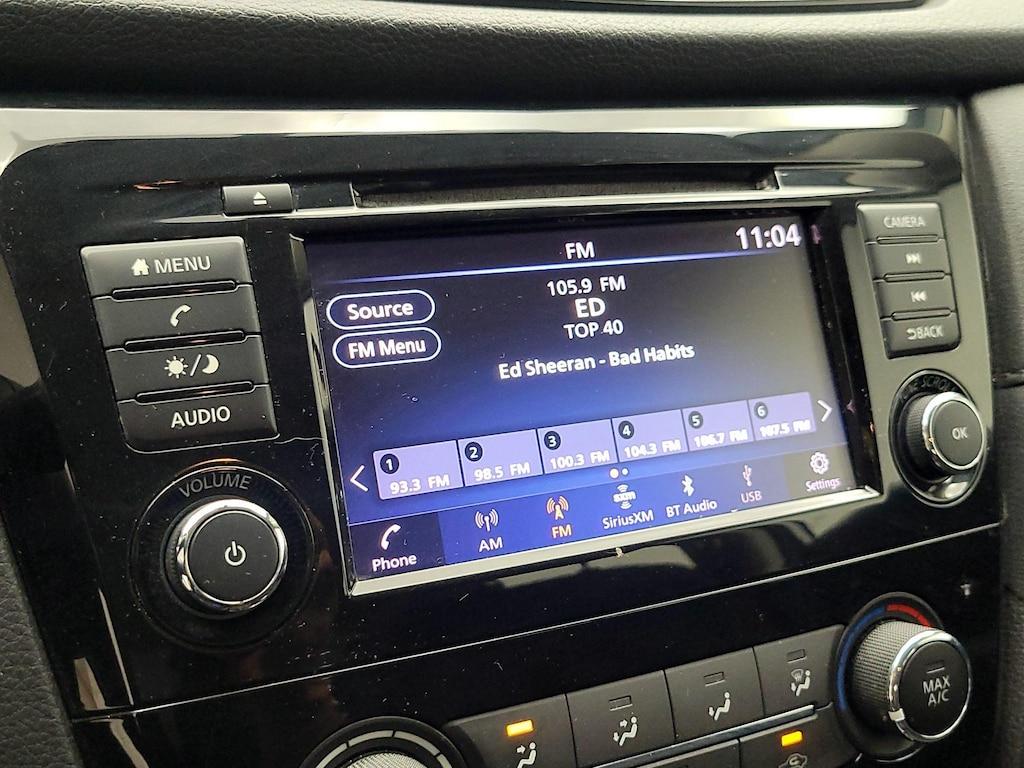 CAMERA
BACK
MENU
AUDIO
VOLUME
FM
11:04
105.9 FM
ED
TOP 40
Ed Sheeran - Bad Habits
Source
FM Menu
1
93.3 FM
2
98.5 FM
3
100.3 FM
4
104.3 FM
5
106.7 FM
6
107.5 FM
Phone
AM
FM
SiriusXM
BT Audio
USB
Settings
SCROLL
OK
MAX
A/C